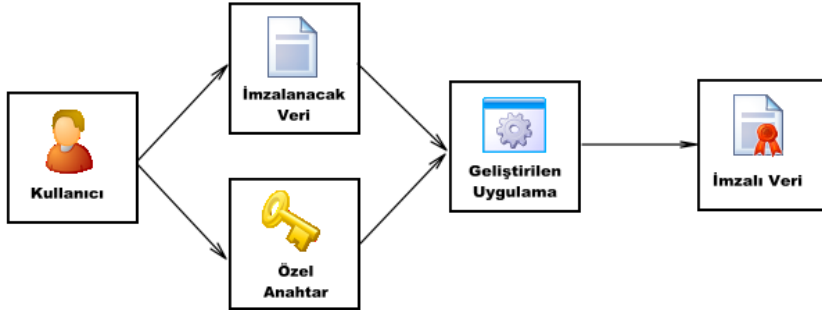 Kullanıcı
İmzalanacak
Veri
Özel
Anahtar
Geliştirilen
Uygulama
İmzalı Veri